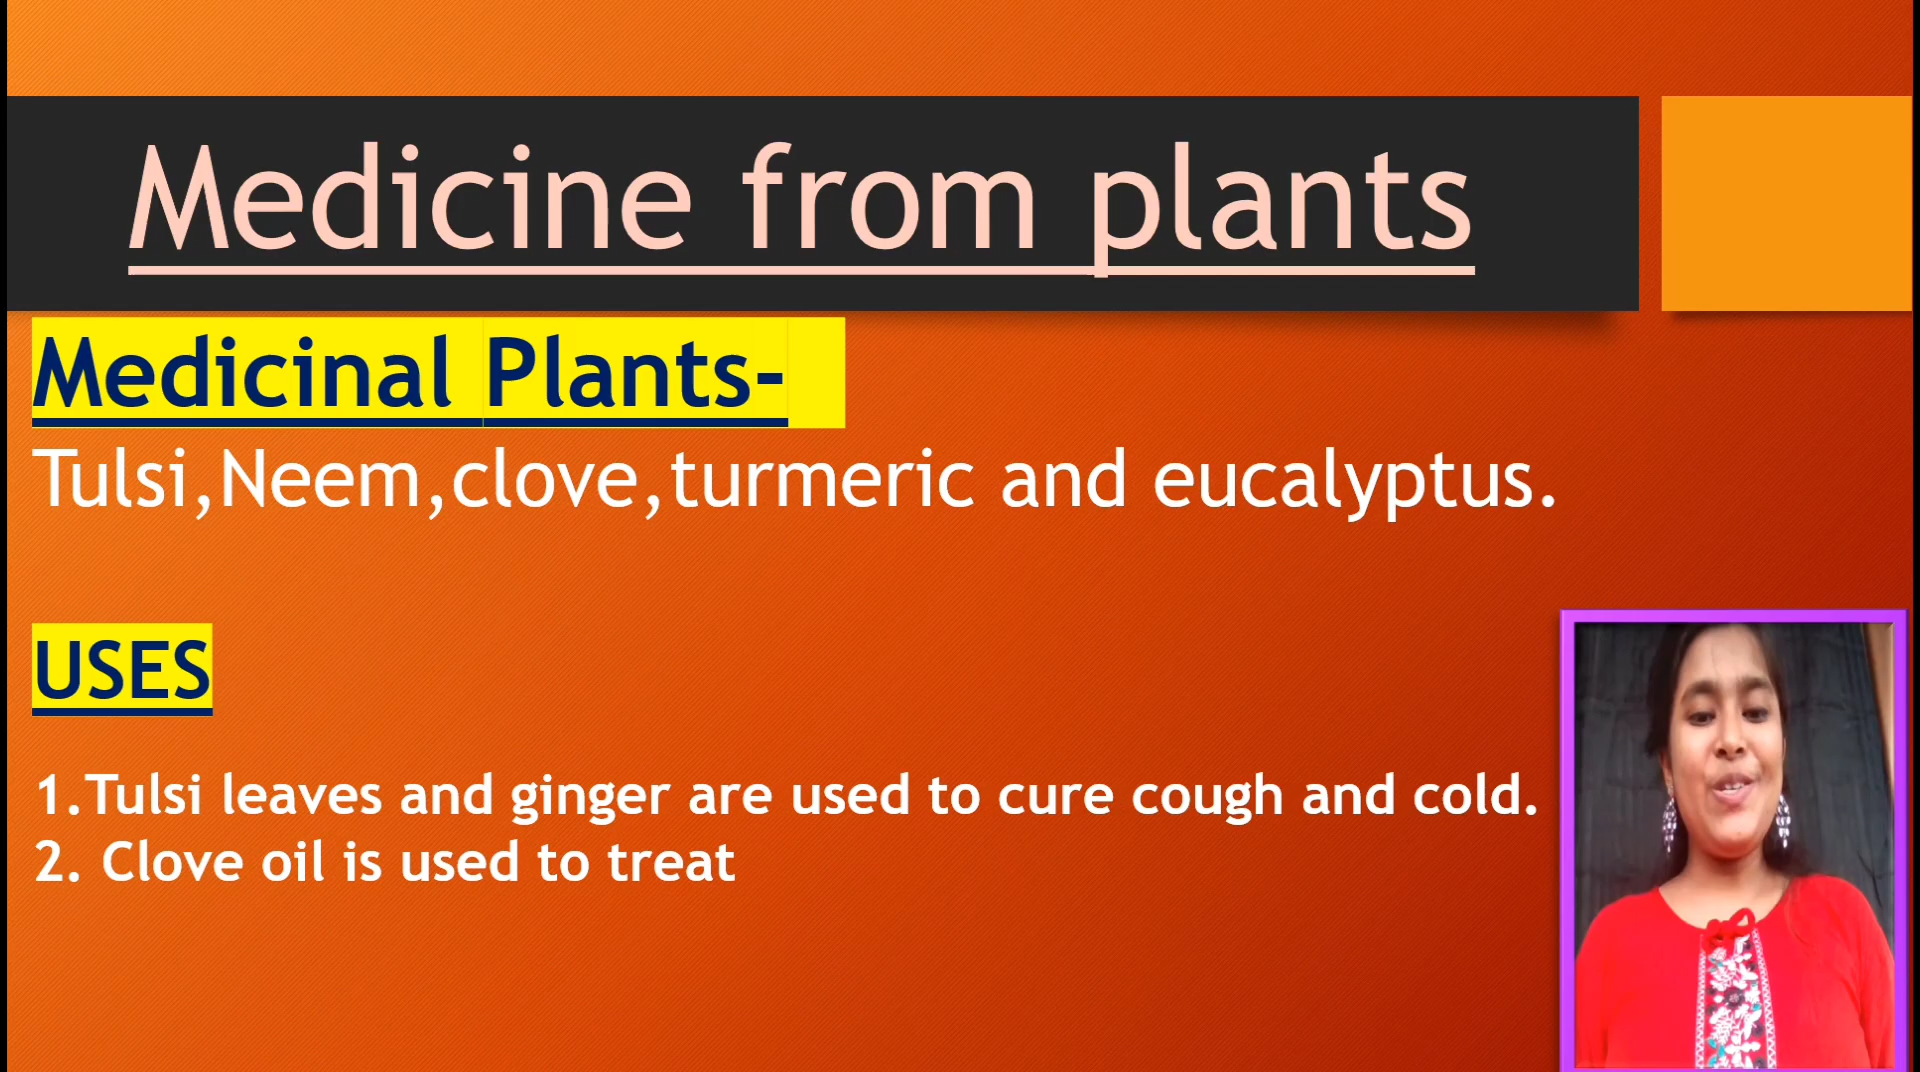 Medicine from plants
Medicinal Plants-
Tulsi,Neem,clove,turmeric and eucalyptus.
USES
1.Tulsi leaves and ginger are used to cure cough and cold.
2. Clove oil is used to treat